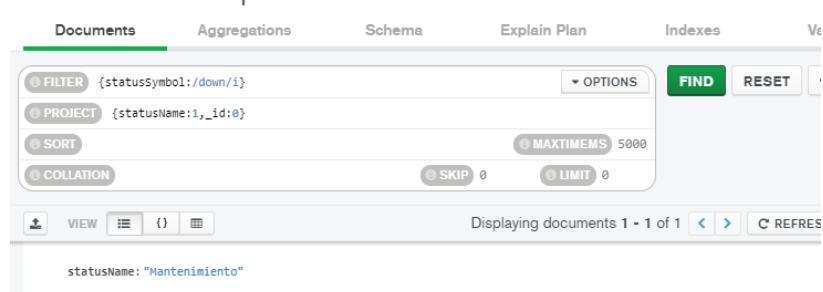 Documents Aggregations Schema Explain Plan Indexes
FILTER {statusSymbol:/down/i} OPTIONS FIND RESET
PROJECT {statusName:1,_id:0}
SORT MAXTIMEMS 5000
COLLATION SKIP 0 LIMIT 0
VIEW {} Displaying documents 1 - 1 of 1 < > REFRES
statusName:"Mantenimiento"